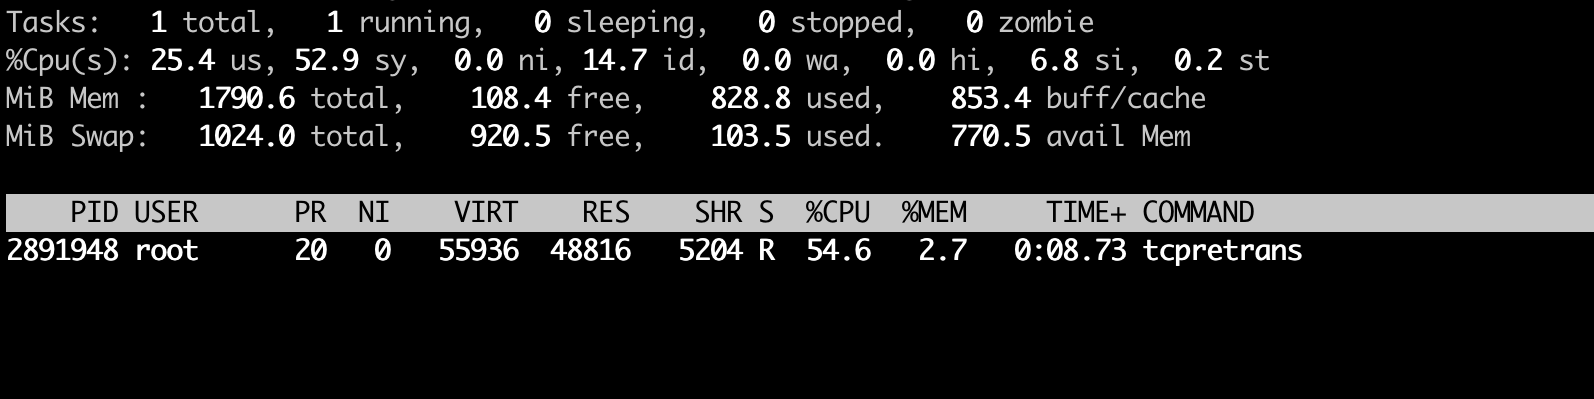 Tasks: 1 total, 1 running, 0 sleeping, 0 stopped, 0 zombie
%Cpu(s): 25.4 us, 52.9 sy, 0.0 ni, 14.7 id, 0.0 wa, 0.0 hi, 6.8 si, 0.2 st
MiB Mem : 1790.6 total, 108.4 free, 828.8 used, 853.4 buff/cache
MiB Swap: 1024.0 total, 920.5 free, 103.5 used. 770.5 avail Mem
PID USER PR NI VIRT RES SHR S %CPU %MEM TIME+ COMMAND
2891948 root 20 0 55936 48816 5204 R 54.6 2.7 0:08.73 tcpretrans